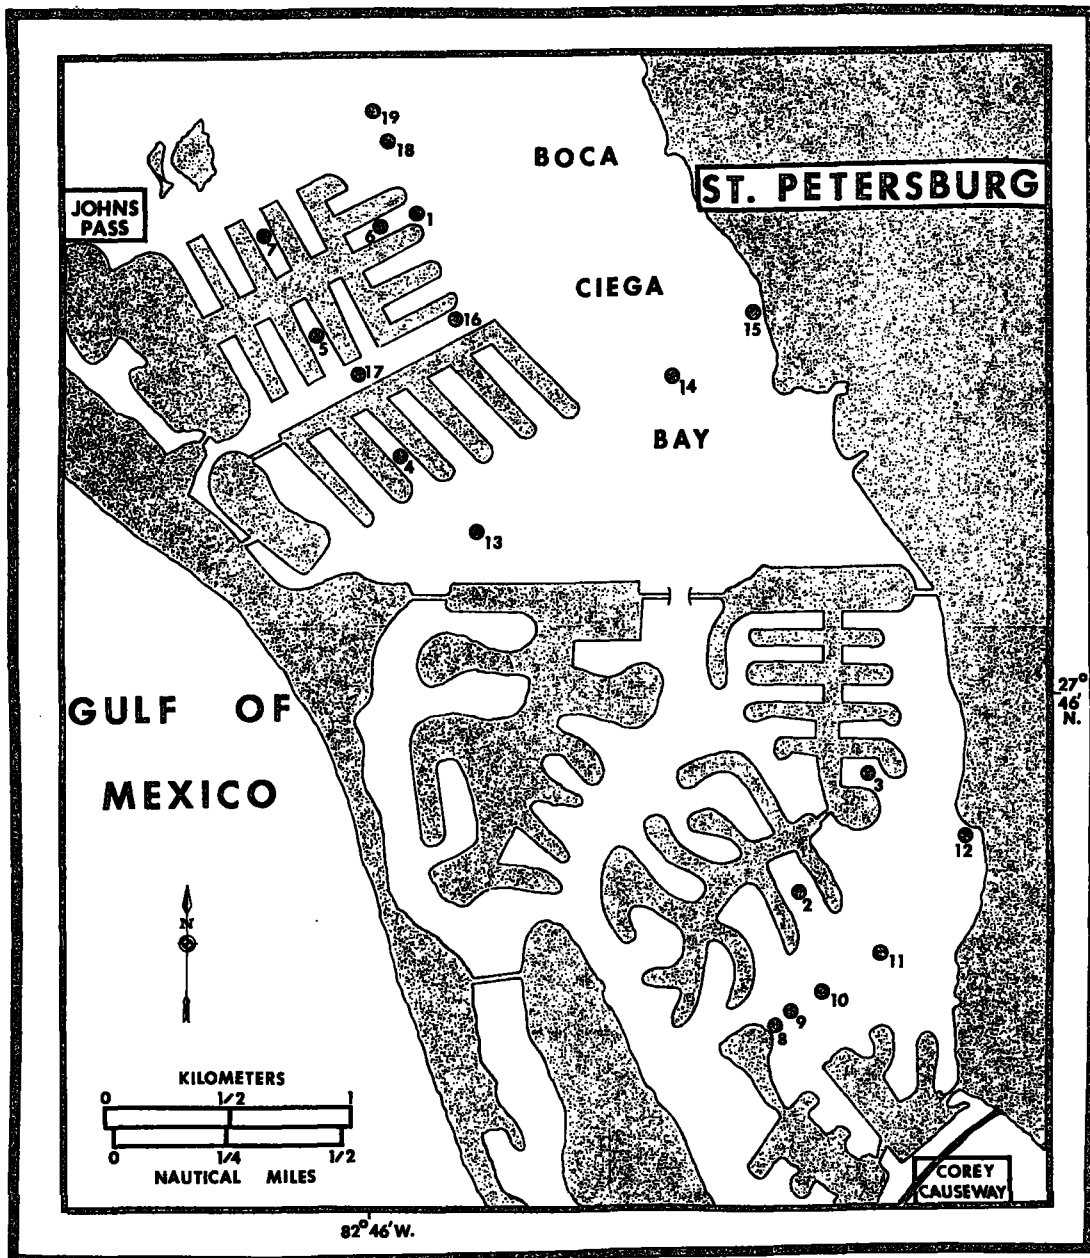 19
18
BOCA
ST. PETERSBURG
JOHNS
PASS
1
6
7
CIEGA
15
16
5
17
14
BAY
4
13
27°
46'
N.
GULF OF
MEXICO
3
12
2
N
11
10
9
8
KILOMETERS
0 1/2 1
0 1/4 1/2
NAUTICAL MILES
COREY
CAUSEWAY
82°46'W.